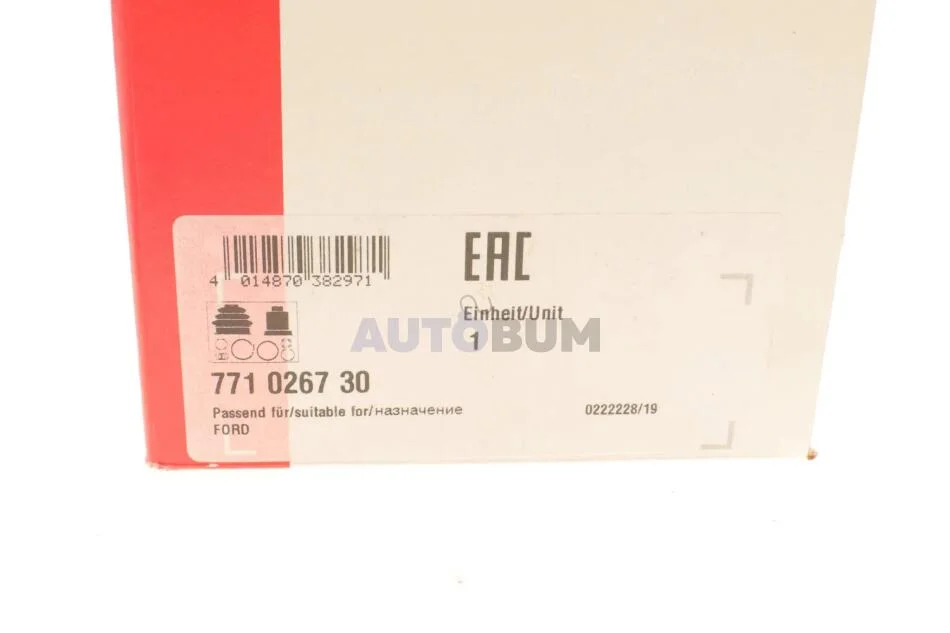 EAC
4 014870 382971
Einheit/Unit
1
AUTOBUM
771 0267 30
Passend für/suitable for/назначение
FORD
0222228/19